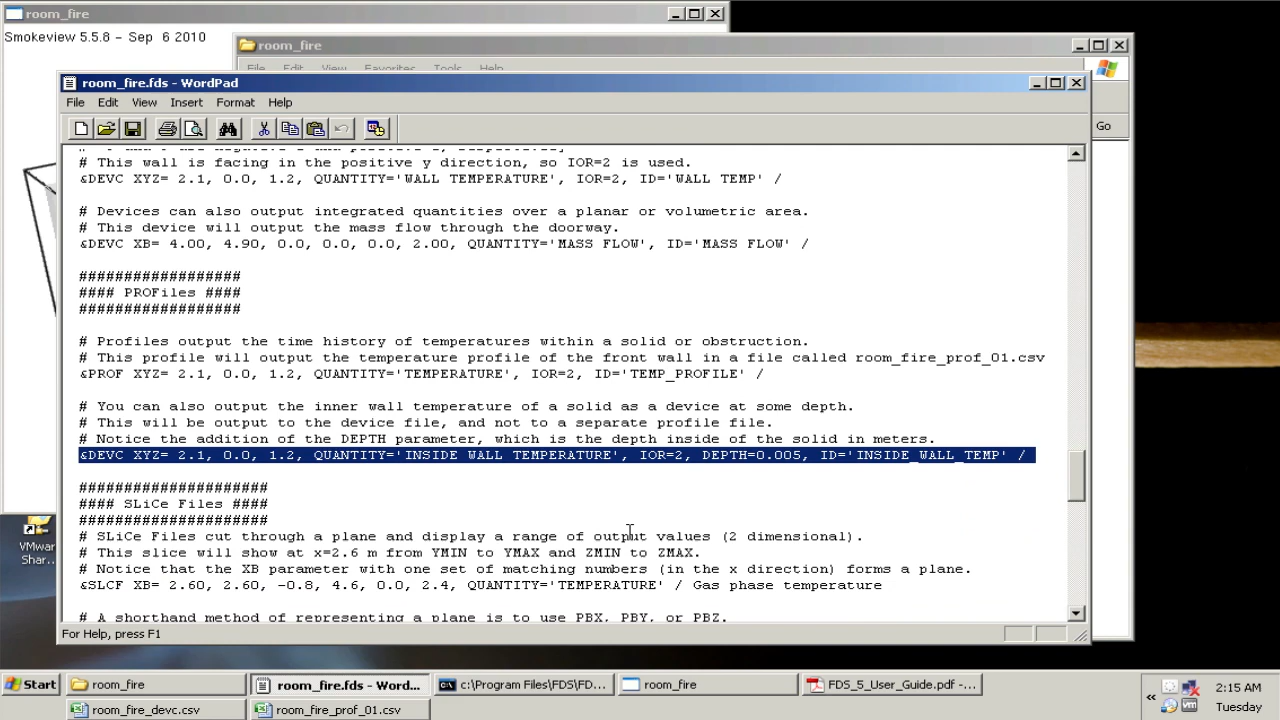 room_fire
Smokeview 5.5.8 - Sep 6 2010
room_fire
File Edit View Favorites Tools Help
room_fire.fds - WordPad
File Edit View Insert Format Help
Go
# This wall is facing in the positive y direction, so IOR=2 is used.
&DEVC XYZ= 2.1, 0.0, 1.2, QUANTITY='WALL TEMPERATURE', IOR=2, ID='WALL TEMP' /
# Devices can also output integrated quantities over a planar or volumetric area.
# This device will output the mass flow through the doorway.
&DEVC XB= 4.00, 4.90, 0.0, 0.0, 0.0, 2.00, QUANTITY='MASS FLOW', ID='MASS FLOW' /
##################
#### PROFiles ####
##################
# Profiles output the time history of temperatures within a solid or obstruction.
# This profile will output the temperature profile of the front wall in a file called room_fire_prof_01.csv
&PROF XYZ= 2.1, 0.0, 1.2, QUANTITY='TEMPERATURE', IOR=2, ID='TEMP_PROFILE' /
# You can also output the inner wall temperature of a solid as a device at some depth.
# This will be output to the device file, and not to a separate profile file.
# Notice the addition of the DEPTH parameter, which is the depth inside of the solid in meters.
&DEVC XYZ= 2.1, 0.0, 1.2, QUANTITY='INSIDE WALL TEMPERATURE', IOR=2, DEPTH=0.005, ID='INSIDE_WALL_TEMP' /
#####################
#### SLiCe Files ####
#####################
# SLiCe Files cut through a plane and display a range of output values (2 dimensional).
# This slice will show at x=2.6 m from YMIN to YMAX and ZMIN to ZMAX.
# Notice that the XB parameter with one set of matching numbers (in the x direction) forms a plane.
&SLCF XB= 2.60, 2.60, -0.8, 4.6, 0.0, 2.4, QUANTITY='TEMPERATURE' / Gas phase temperature
# A shorthand method of representing a plane is to use PBX, PBY, or PBZ.
For Help, press F1
VMware
Shar...
Start
room_fire
room_fire.fds - Word...
c:\Program Files\FDS\FD...
room_fire
FDS_5_User_Guide.pdf -...
room_fire_devc.csv
room_fire_prof_01.csv
2:15 AM
Tuesday